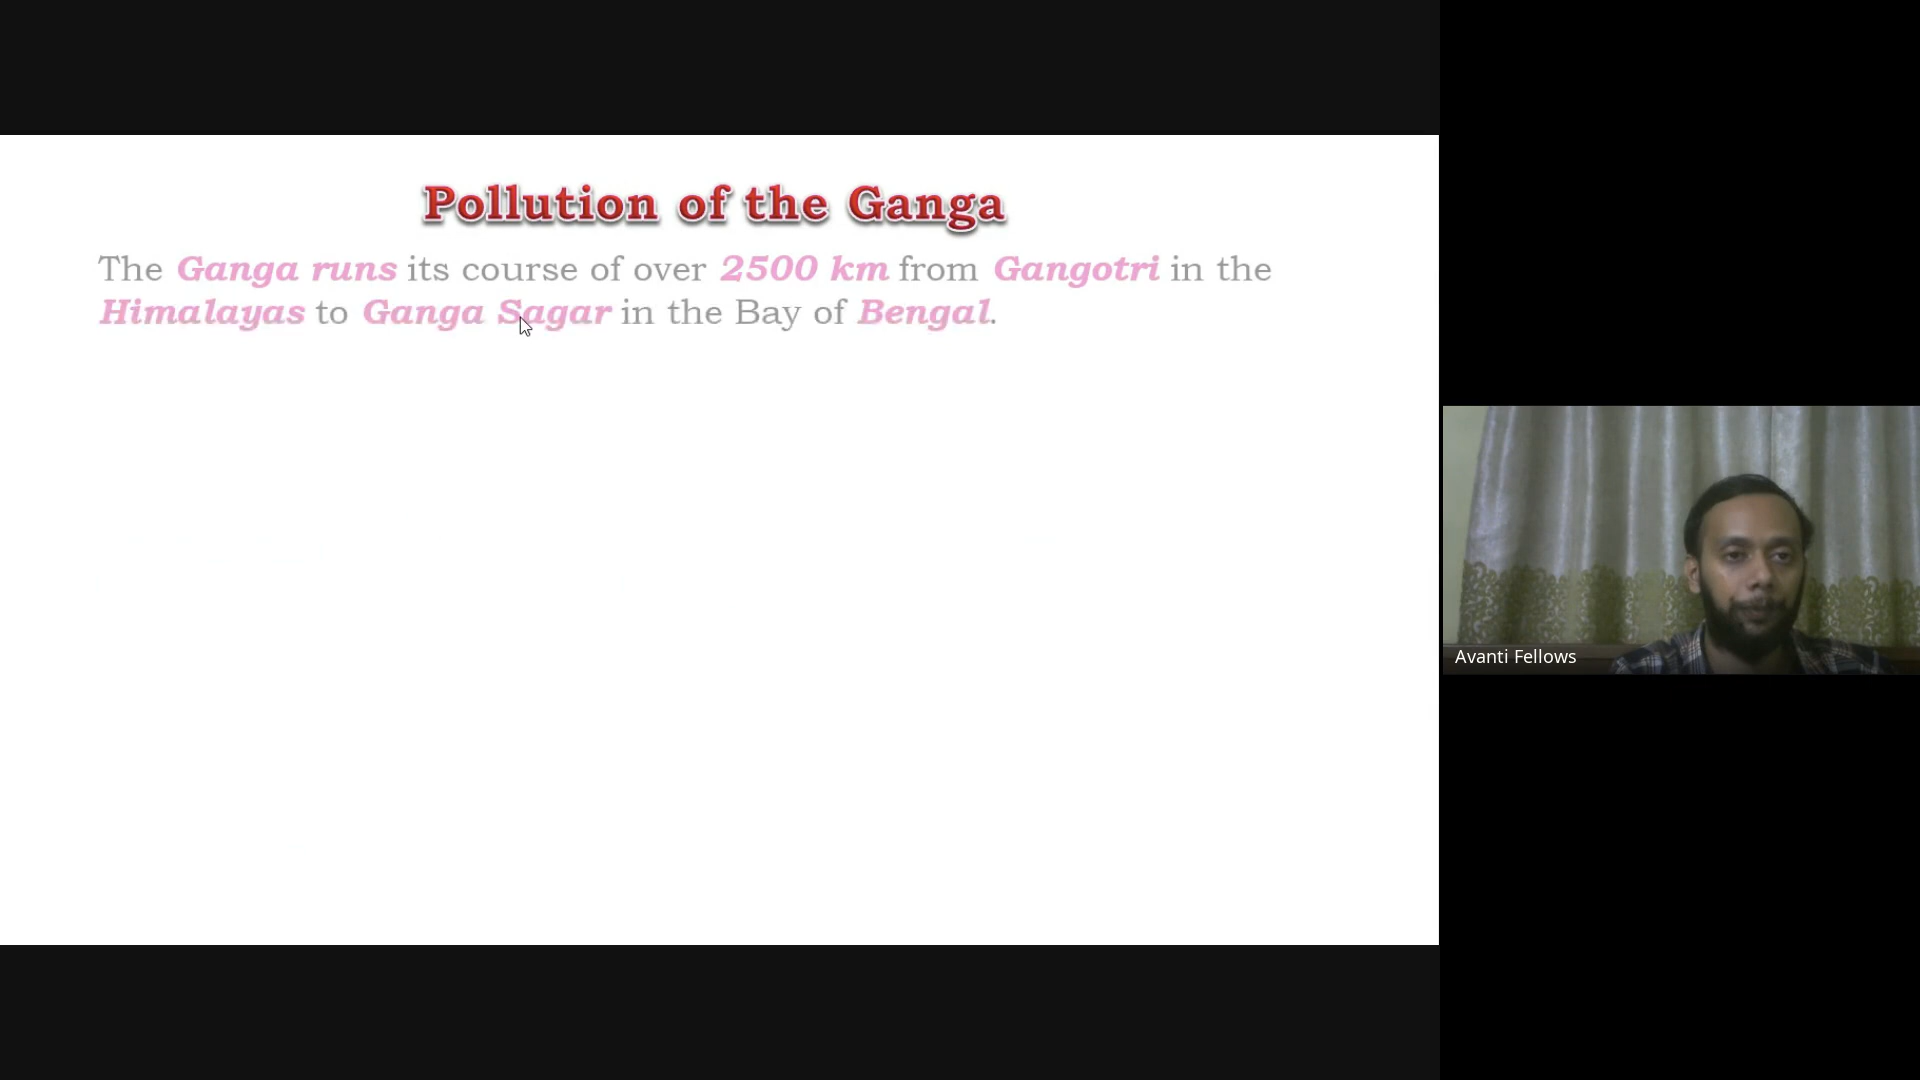 Pollution of the Ganga
The Ganga runs its course of over 2500 km from Gangotri in the
Himalayas to Ganga Sagar in the Bay of Bengal.
Avanti Fellows